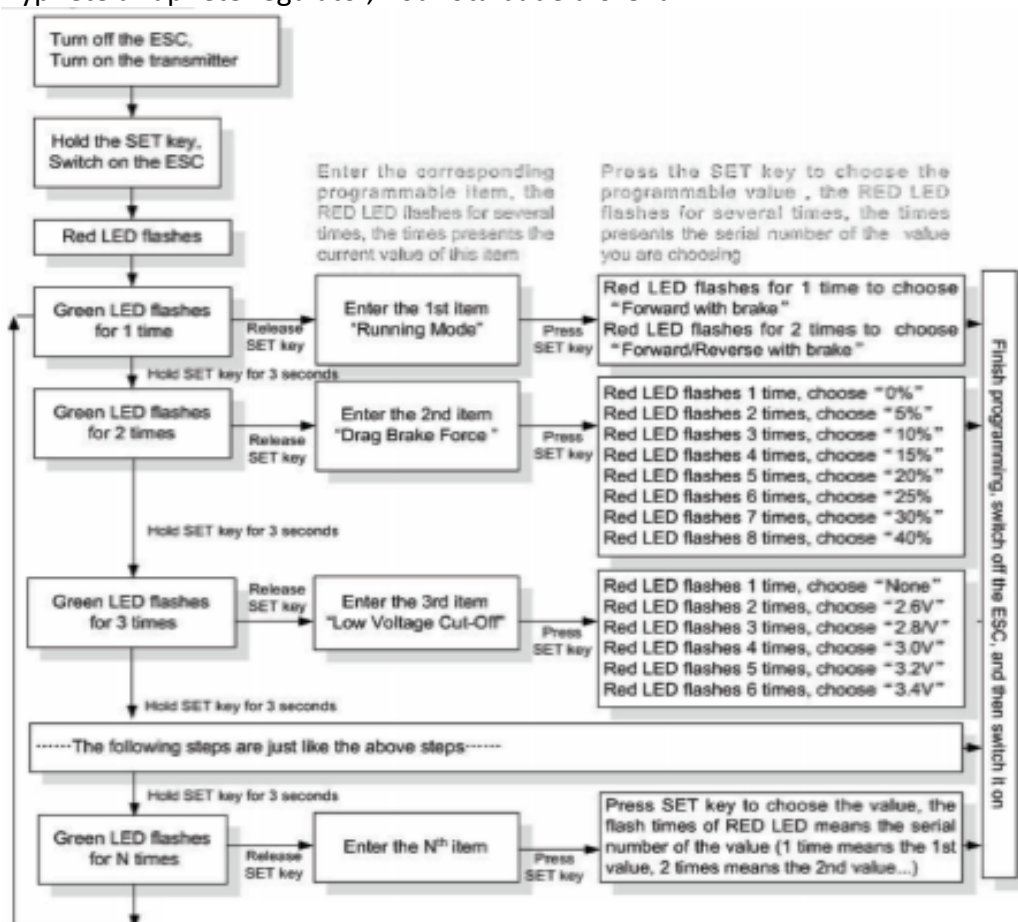 Turn off the ESC,
Turn on the transmitter
Hold the SET key,
Switch on the ESC
Red LED flashes
Enter the corresponding
programmable item, the
RED LED flashes for several
times, the times presents the
current value of this item
Press the SET key to choose the
programmable value , the RED LED
flashes for several times, the times
presents the serial number of the value
you are choosing
Green LED flashes
for 1 time
Release
SET key
Enter the 1st item
"Running Mode"
Press
SET key
Red LED flashes for 1 time to choose
"Forward with brake"
Red LED flashes for 2 times to choose
"Forward/Reverse with brake"
Hold SET key for 3 seconds
Green LED flashes
for 2 times
Release
SET key
Enter the 2nd item
"Drag Brake Force "
Press
SET key
Red LED flashes 1 time, choose "0%"
Red LED flashes 2 times, choose "5%"
Red LED flashes 3 times, choose "10%"
Red LED flashes 4 times, choose "15%"
Red LED flashes 5 times, choose "20%"
Red LED flashes 6 times, choose "25%
Red LED flashes 7 times, choose "30%"
Red LED flashes 8 times, choose "40%
Hold SET key for 3 seconds
Green LED flashes
for 3 times
Release
SET key
Enter the 3rd item
"Low Voltage Cut-Off"
Press
SET key
Red LED flashes 1 time, choose "None"
Red LED flashes 2 times, choose "2.6V"
Red LED flashes 3 times, choose "2.8/V"
Red LED flashes 4 times, choose "3.0V"
Red LED flashes 5 times, choose "3.2V"
Red LED flashes 6 times, choose "3.4V"
Hold SET key for 3 seconds
------The following steps are just like the above steps------
Hold SET key for 3 seconds
Green LED flashes
for N times
Release
SET key
Enter the Nth item
Press
SET key
Press SET key to choose the value, the
flash times of RED LED means the serial
number of the value (1 time means the 1st
value, 2 times means the 2nd value...)
Finish programming, switch off the ESC, and then switch it on